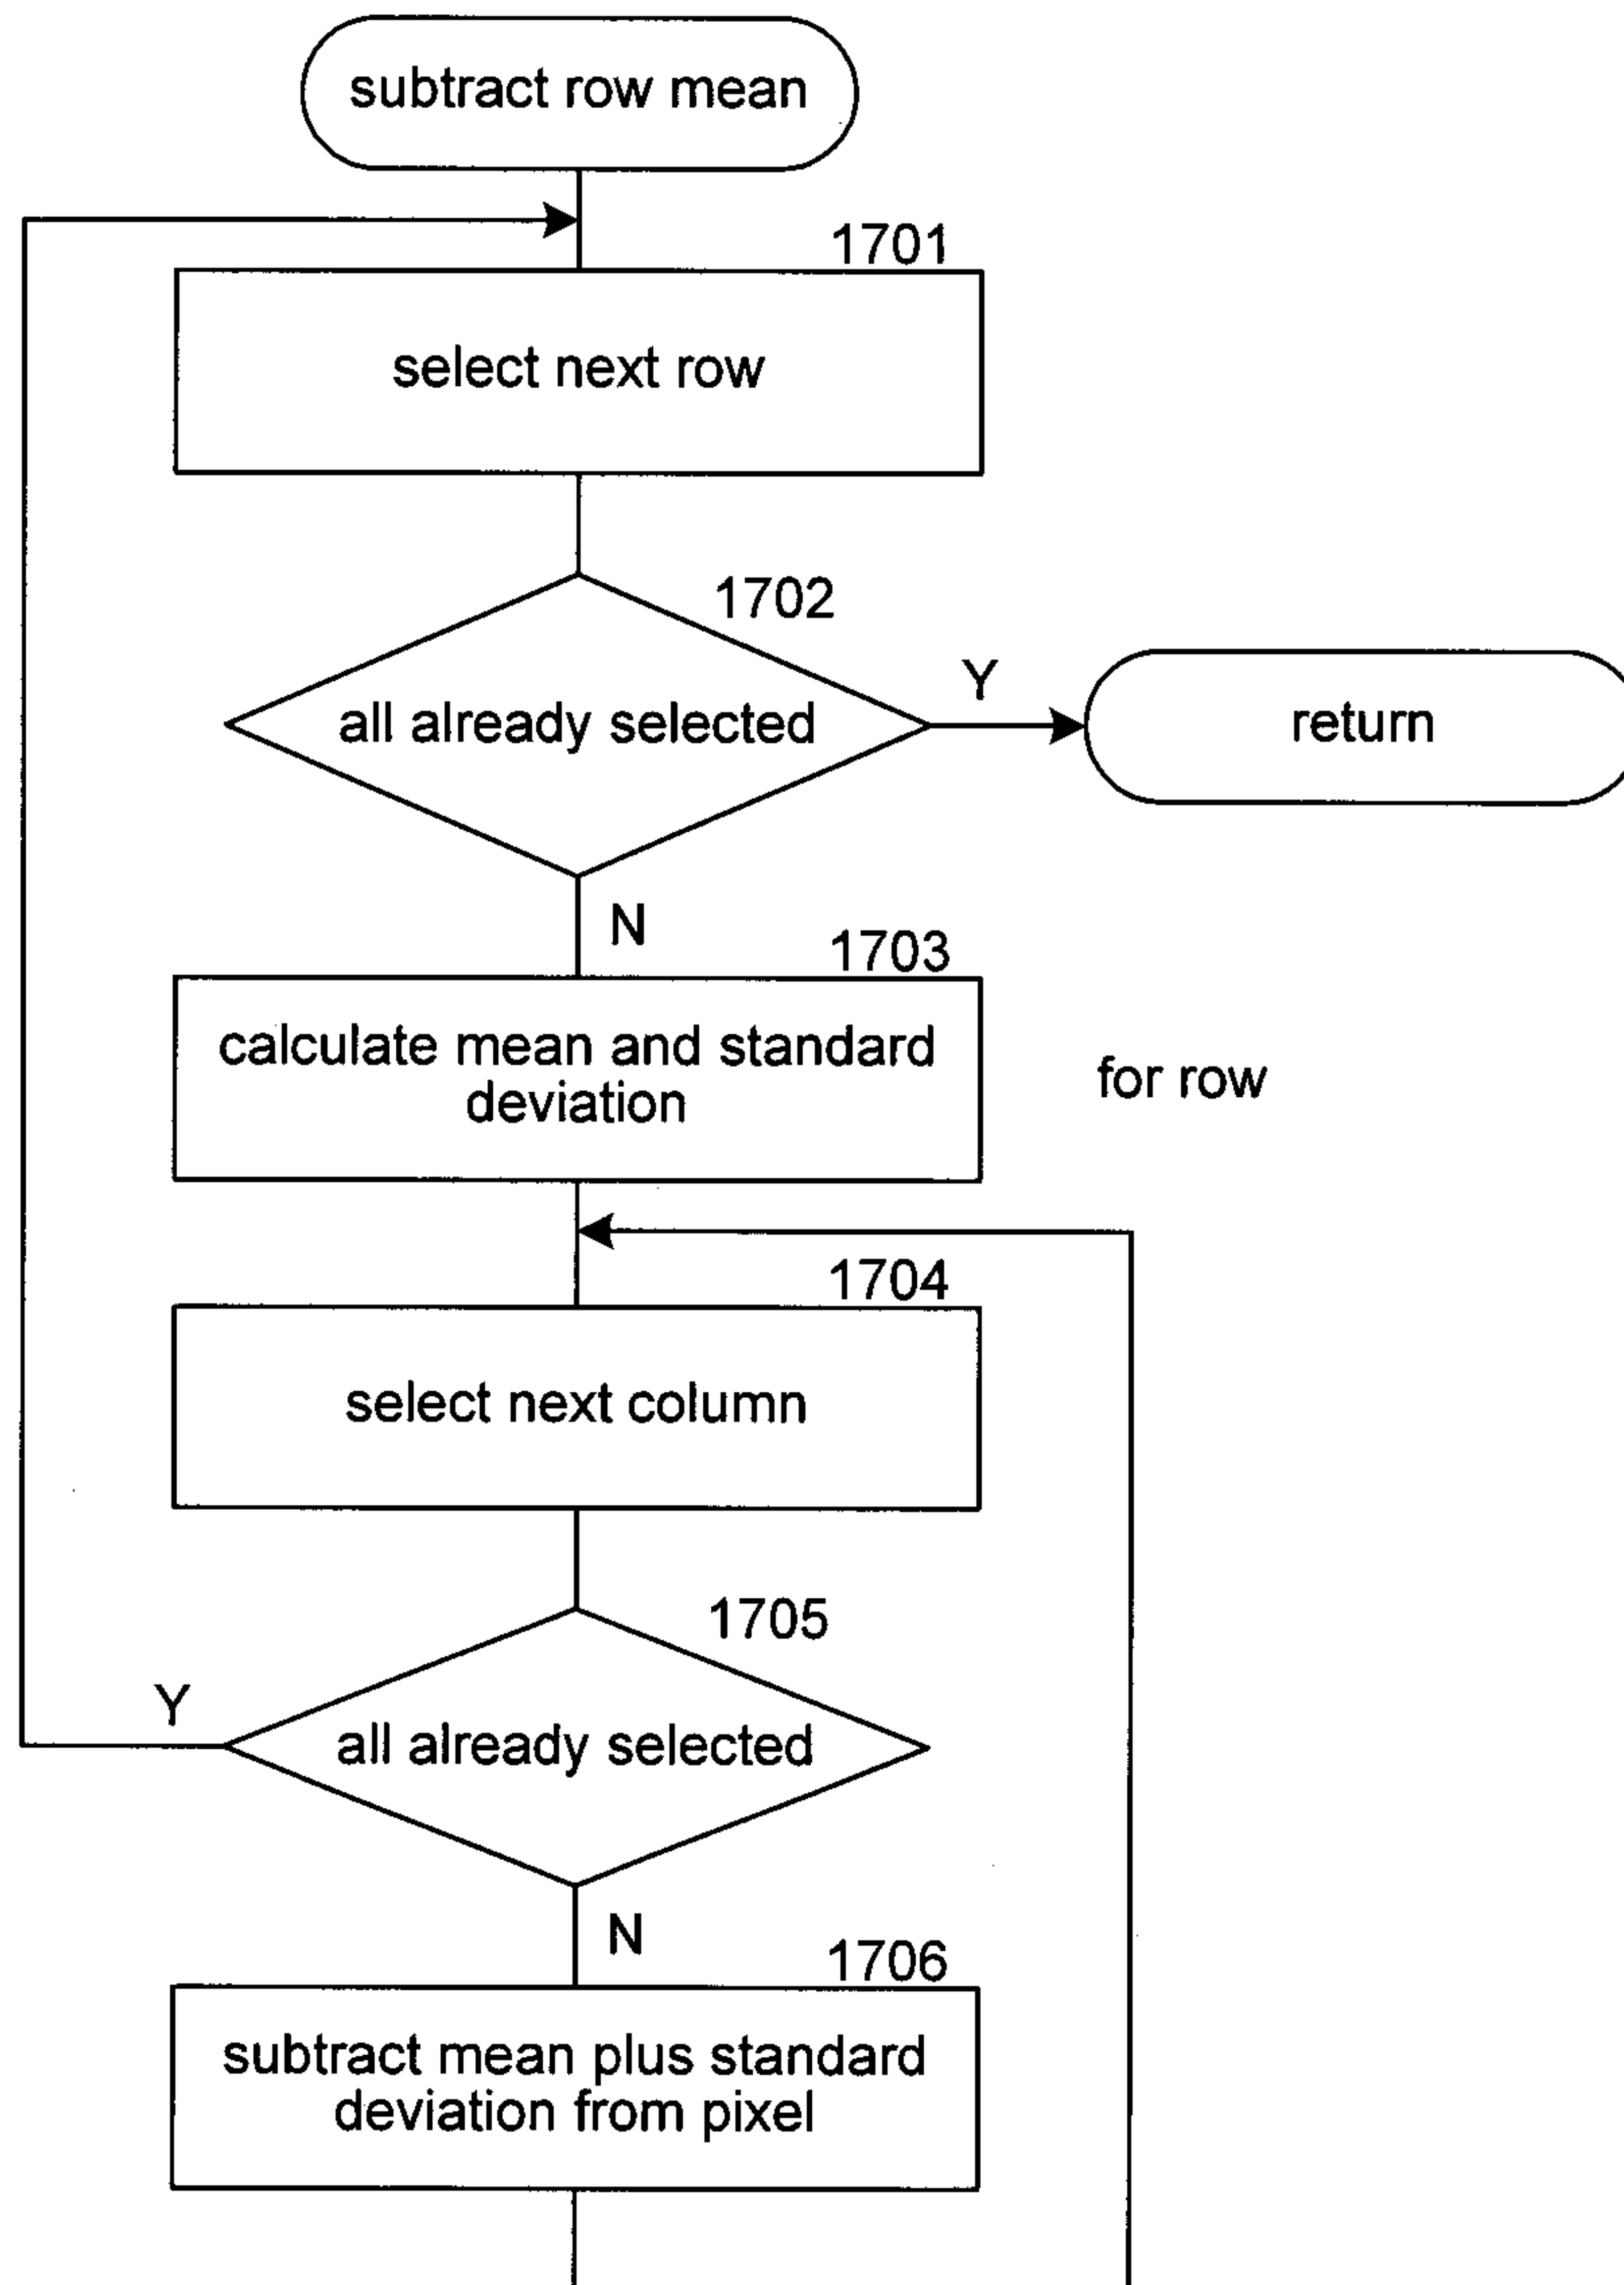 subtract row mean
1701
select next row
1702
all already selected
Y
return
N
1703
calculate mean and standard
deviation
for row
1704
select next column
1705
Y
all already selected
N
1706
subtract mean plus standard
deviation from pixel